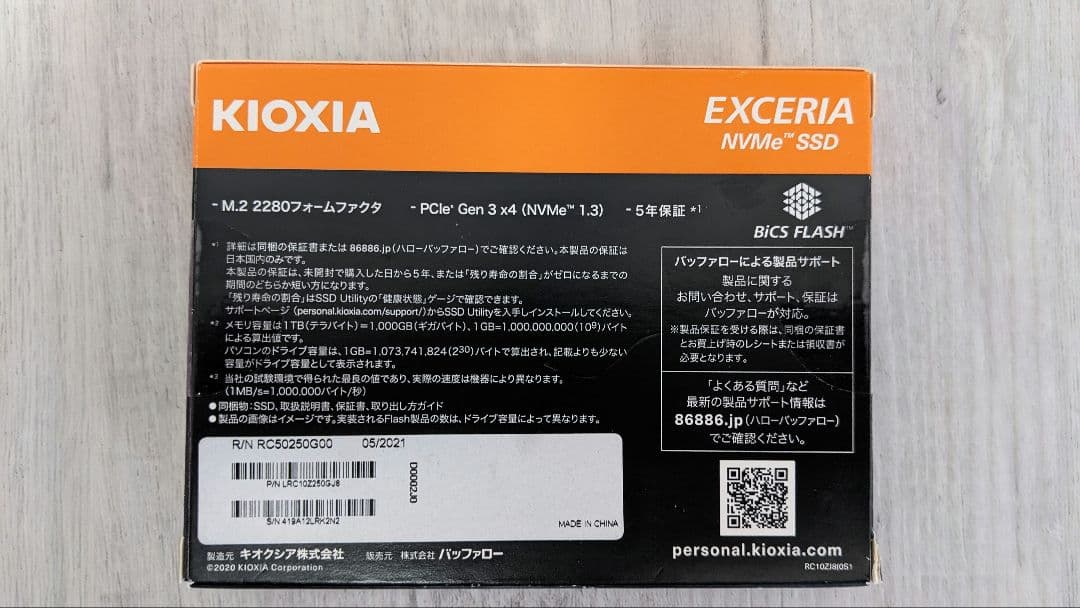 KIOXIA
EXCERIA
NVMe™ SSD
- M.2 2280フォームファクタ - PCIe® Gen 3 x4 (NVMe™ 1.3) - 5年保証 *1
BiCS FLASH™
*1 詳細は同梱の保証書または 86886.jp (ハローバッファロー) でご確認ください。本製品の保証は
日本国内のみです。
本製品の保証は、未開封で購入した日から5年、または「残り寿命の割合」がゼロになるまでの
期間のどちらか短い方になります。
「残り寿命の割合」はSSD Utilityの「健康状態」ゲージで確認できます。
サポートページ (personal.kioxia.com/support/)からSSD Utilityを入手しインストールしてください。
*2 メモリ容量は1TB(テラバイト)=1,000GB(ギガバイト)、1GB=1,000,000,000(10⁹)バイト
による算出値です。
パソコンのドライブ容量は、1GB=1,073,741,824(2³⁰)バイトで算出され、記載よりも少ない
容量がドライブ容量として表示されます。
*3 当社の試験環境で得られた最良の値であり、実際の速度は機器により異なります。
(1MB/s=1,000,000バイト/秒)
●同梱物:SSD、取扱説明書、保証書、取り出し方ガイド
●製品の画像はイメージです。実装されるFlash製品の数は、ドライブ容量によって異なります。
バッファローによる製品サポート
製品に関する
お問い合わせ、サポート、保証は
バッファローが対応。
※製品保証を受ける際は、同梱の保証書
とお買上げ時のレシートまたは領収書が
必要となります。
「よくある質問」など
最新の製品サポート情報は
86886.jp (ハローバッファロー)
でご確認ください。
R/N RC50250G00 05/2021
P/N LRC10Z250GJ8
D0002J0
S/N 419A12LRK2N2
MADE IN CHINA
製造元 キオクシア株式会社 販売元 株式会社 バッファロー
©2020 KIOXIA Corporation
personal.kioxia.com
RC10ZJ8(0S1